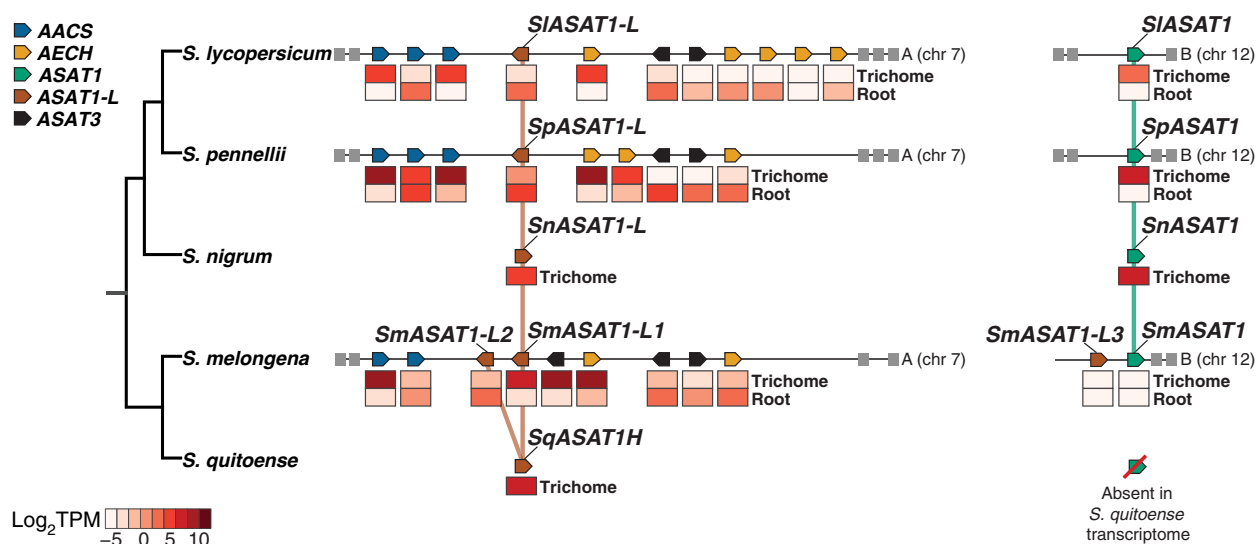 AACS
AECH
ASAT1
ASAT1-L
ASAT3
S. lycopersicum
SlASAT1-L
A (chr 7)
Trichome
Root
SlASAT1
B (chr 12)
Trichome
Root
S. pennellii
SpASAT1-L
A (chr 7)
Trichome
Root
SpASAT1
B (chr 12)
Trichome
Root
S. nigrum
SnASAT1-L
Trichome
SnASAT1
Trichome
S. melongena
SmASAT1-L2
SmASAT1-L1
A (chr 7)
Trichome
Root
SmASAT1-L3
SmASAT1
B (chr 12)
Trichome
Root
S. quitoense
SqASAT1H
Trichome
Absent in
S. quitoense
transcriptome
Log2TPM
−5 0 5 10